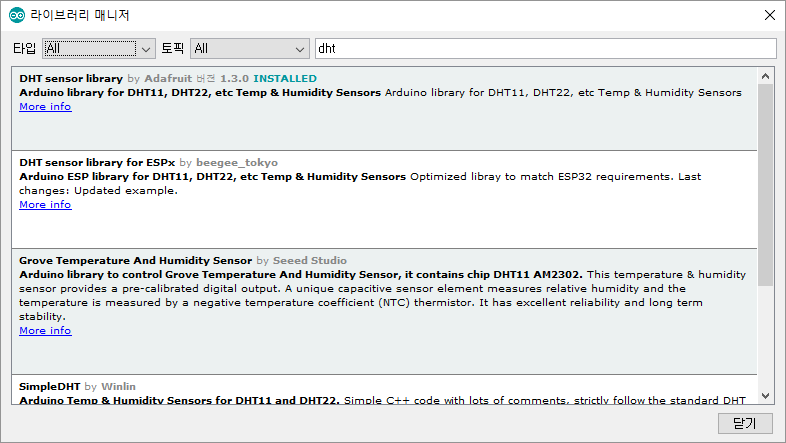 라이브러리 매니저
타입 All 토픽 All dht
DHT sensor library by Adafruit 버전 1.3.0 INSTALLED
Arduino library for DHT11, DHT22, etc Temp & Humidity Sensors Arduino library for DHT11, DHT22, etc Temp & Humidity Sensors
More info
DHT sensor library for ESPx by beegee_tokyo
Arduino ESP library for DHT11, DHT22, etc Temp & Humidity Sensors Optimized libray to match ESP32 requirements. Last
changes: Updated example.
More info
Grove Temperature And Humidity Sensor by Seeed Studio
Arduino library to control Grove Temperature And Humidity Sensor, it contains chip DHT11 AM2302. This temperature & humidity
sensor provides a pre-calibrated digital output. A unique capacitive sensor element measures relative humidity and the
temperature is measured by a negative temperature coefficient (NTC) thermistor. It has excellent reliability and long term
stability.
More info
SimpleDHT by Winlin
Arduino Temp & Humidity Sensors for DHT11 and DHT22. Simple C++ code with lots of comments, strictly follow the standard DHT
닫기